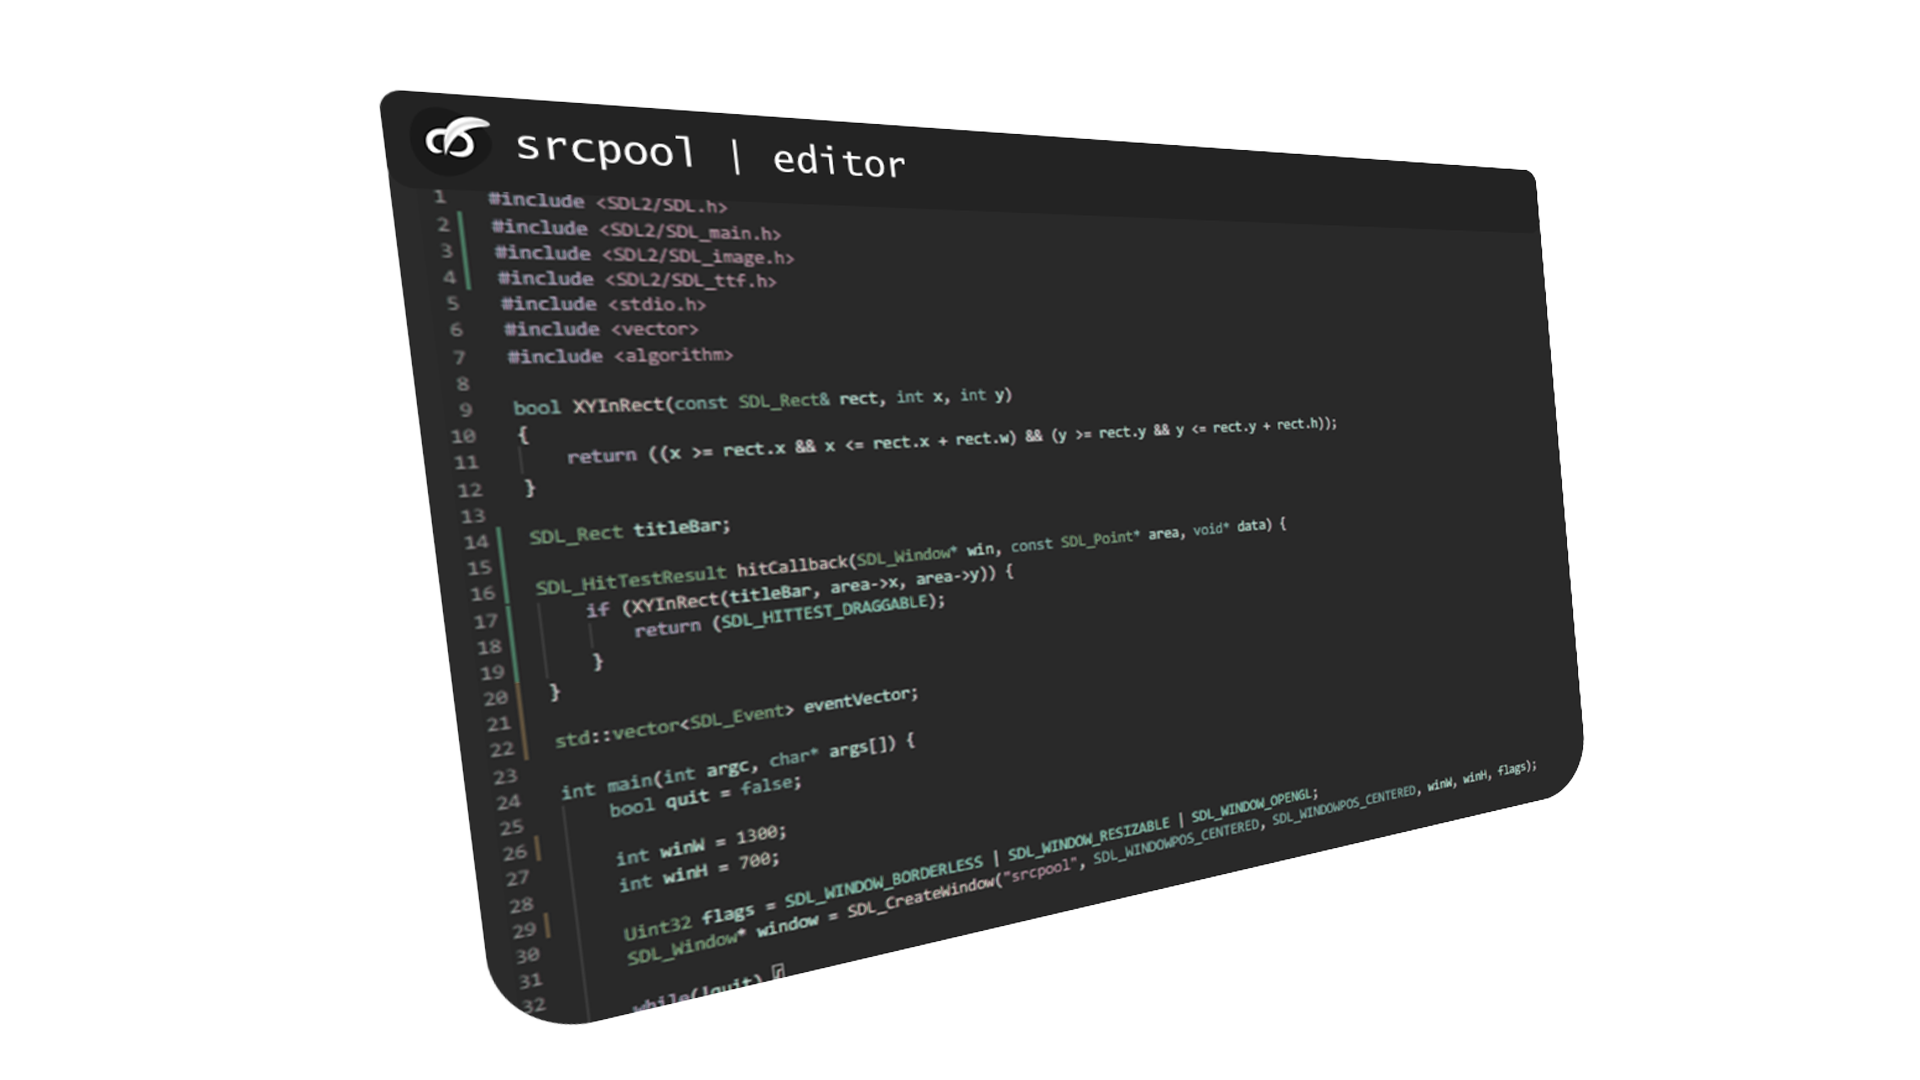 srcpool | editor
1 #include <SDL2/SDL.h>
2 #include <SDL2/SDL_main.h>
3 #include <SDL2/SDL_image.h>
4 #include <SDL2/SDL_ttf.h>
5 #include <stdio.h>
6 #include <vector>
7 #include <algorithm>
8
9 bool XYInRect(const SDL_Rect& rect, int x, int y)
10 {
11 return ((x >= rect.x && x <= rect.x + rect.w) && (y >= rect.y && y <= rect.y + rect.h));
12 }
13
14 SDL_Rect titleBar;
15
16 SDL_HitTestResult hitCallback(SDL_Window* win, const SDL_Point* area, void* data) {
17 if (XYInRect(titleBar, area->x, area->y)) {
18 return (SDL_HITTEST_DRAGGABLE);
19 }
20 }
21
22 std::vector<SDL_Event> eventVector;
23
24 int main(int argc, char* args[]) {
25 bool quit = false;
26
27 int winW = 1300;
28 int winH = 700;
29
30 Uint32 flags = SDL_WINDOW_BORDERLESS | SDL_WINDOW_RESIZABLE | SDL_WINDOW_OPENGL;
31 SDL_Window* window = SDL_CreateWindow("srcpool", SDL_WINDOWPOS_CENTERED, SDL_WINDOWPOS_CENTERED, winW, winH, flags);
32
while(!quit) {